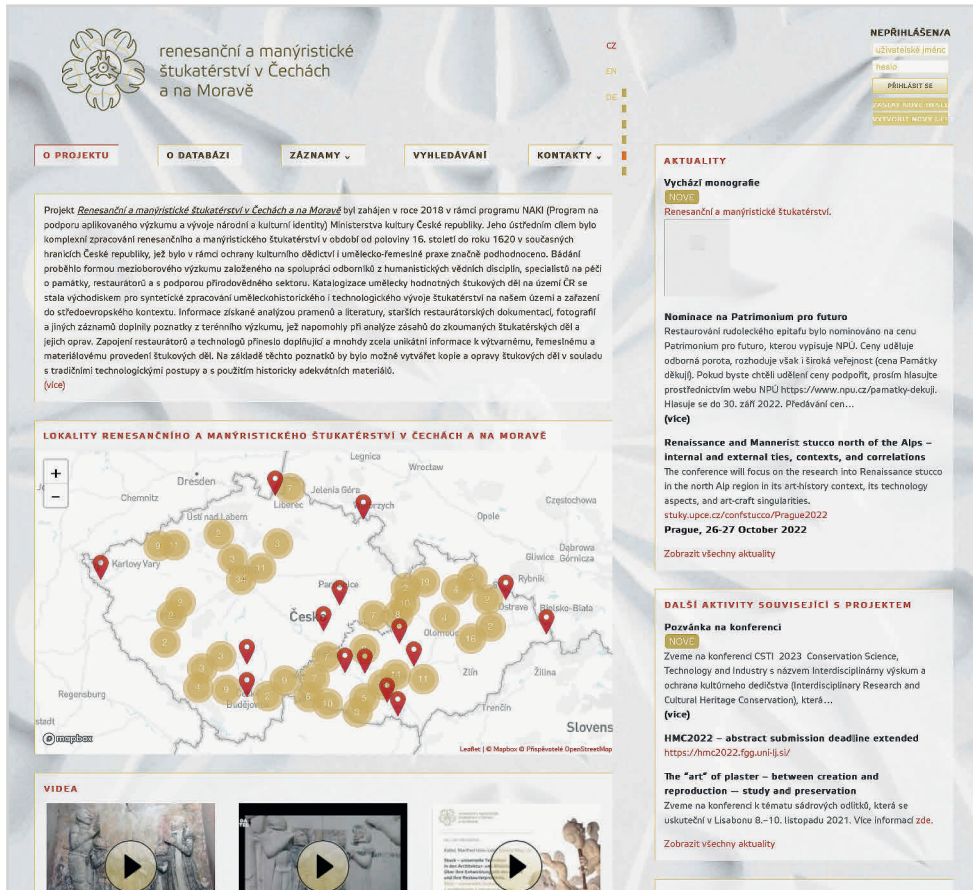 renesanční a manýristické
štukatérství v Čechách
a na Moravě
CZ
EN
DE
NEPŘIHLÁŠEN/A
uživatelské jméno
heslo
PŘIHLÁSIT SE
ZASLAT NOVÉ HESLO
O PROJEKTU
O DATABÁZI
ZÁZNAMY
VYHLEDÁVÁNÍ
KONTAKTY
Projekt Renesanční a manýristické štukatérství v Čechách a na Moravě byl zahájen v roce 2018 v rámci programu NAKI (Program na
podporu aplikovaného výzkumu a vývoje národní a kulturní identity) Ministerstva kultury České republiky. Jeho ústředním cílem bylo
komplexní zpracování renesančního a manýristického štukatérství v období od poloviny 16. století do roku 1620 v současných
hranicích České republiky, jež bylo v rámci ochrany kulturního dědictví i umělecko-řemeslné praxe značně podhodnoceno. Bádání
proběhlo formou mezioborového výzkumu založeného na spolupráci odborníků z humanistických vědních disciplín, specialistů na péči
o památky, restaurátorů a s podporou přírodovědného sektoru. Katalogizace umělecky hodnotných štukových děl na území ČR se
stala východiskem pro syntetické zpracování uměleckohistorického i technologického vývoje štukatérství na našem území a zařazení
do středoevropského kontextu. Informace získané analýzou pramenů a literatury, starších restaurátorských dokumentací, fotografií
a jiných záznamů doplnily poznatky z terénního výzkumu, jež napomohly při analýze zásahů do zkoumaných štukatérských děl a
jejich oprav. Zapojení restaurátorů a technologů přineslo doplňující a mnohdy zcela unikátní informace k výtvarnému, řemeslnému a
materiálovému provedení štukových děl. Na základě těchto poznatků by bylo možné vytvářet kopie a opravy štukových děl v souladu
s tradičními technologickými postupy a s použitím historicky adekvátních materiálů.
(více)
LOKALITY RENESANČNÍHO A MANÝRISTICKÉHO ŠTUKATÉRSTVÍ V ČECHÁCH A NA MORAVĚ
+
−
Legnica
Wrocław
Dresden
Jelenia Góra
Chemnitz
Liberec
Częstochowa
Ústí nad Labem
Opole
Dąbrowa
Górnicza
Gliwice
Karlovy Vary
Rybnik
Ostrava
Bielsko-Biała
Olomouc
Zlín
Žilina
Regensburg
Trenčín
Slovens
mapbox
Leaflet | © Mapbox © Přispěvatelé OpenStreetMap
VIDEA
AKTUALITY
Vychází monografie
NOVÉ
Renesanční a manýristické štukatérství.
Nominace na Patrimonium pro futuro
Restaurování rudoleckého epitafu bylo nominováno na cenu
Patrimonium pro futuro, kterou vypisuje NPÚ. Ceny uděluje
odborná porota, rozhoduje však i široká veřejnost (cena Památky
děkují). Pokud byste chtěli udělení ceny podpořit, prosím hlasujte
prostřednictvím webu NPÚ https://www.npu.cz/pamatky-dekuji.
Hlasuje se do 30. září 2022. Předávání cen…
(více)
Renaissance and Mannerist stucco north of the Alps –
internal and external ties, contexts, and correlations
The conference will focus on the research into Renaissance stucco
in the north Alp region in its art-history context, its technology
aspects, and art-craft singularities.
stuky.upce.cz/confstucco/Prague2022
Prague, 26-27 October 2022
Zobrazit všechny aktuality
DALŠÍ AKTIVITY SOUVISEJÍCÍ S PROJEKTEM
Pozvánka na konferenci
NOVÉ
Zveme na konferenci CSTI 2023 Conservation Science,
Technology and Industry s názvem Interdisciplinárny výskum a
ochrana kultúrneho dedičstva (Interdisciplinary Research and
Cultural Heritage Conservation), která…
(více)
HMC2022 – abstract submission deadline extended
https://hmc2022.fgg.uni-lj.si/
The “art” of plaster – between creation and
reproduction — study and preservation
Zveme na konferenci k tématu sádrových odlitků, která se
uskuteční v Lisabonu 8.–10. listopadu 2021. Více informací zde.
Zobrazit všechny aktuality